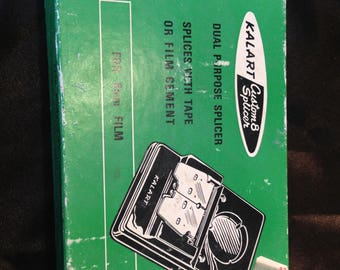 KALART
Custom 8
Splicer
DUAL PURPOSE SPLICER
SPLICES WITH TAPE
OR FILM CEMENT
FOR 8mm FILM
KALART